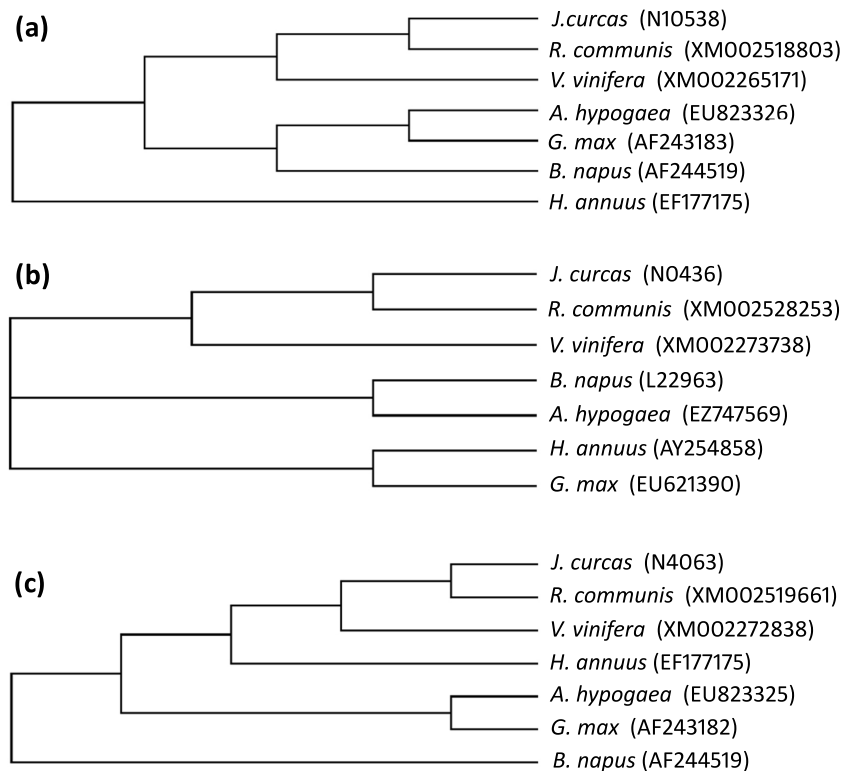 (a)
J.curcas (N10538)
R. communis (XM002518803)
V. vinifera (XM002265171)
A. hypogaea (EU823326)
G. max (AF243183)
B. napus (AF244519)
H. annuus (EF177175)
(b)
J. curcas (N0436)
R. communis (XM002528253)
V. vinifera (XM002273738)
B. napus (L22963)
A. hypogaea (EZ747569)
H. annuus (AY254858)
G. max (EU621390)
(c)
J. curcas (N4063)
R. communis (XM002519661)
V. vinifera (XM002272838)
H. annuus (EF177175)
A. hypogaea (EU823325)
G. max (AF243182)
B. napus (AF244519)